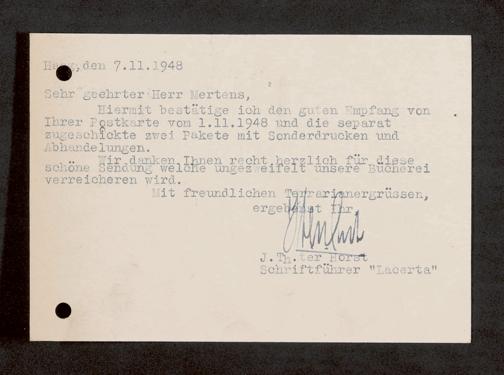 Haag,den 7.11.1948
Sehr geehrter Herr Mertens,
Hiermit bestätige ich den guten Empfang von
Ihrer Postkarte vom 1.11.1948 und die separat
zugeschickte zwei Pakete mit Sonderdrucken und
Abhandelungen.
Wir danken Ihnen recht herzlich für diese
schöne Sendung welche ungezweifelt unsere Bücherei
verreicheren wird.
Mit freundlichen Terrarianergrüssen,
ergebenst Ihr
J.Th.ter Horst
Schriftführer "Lacerta"